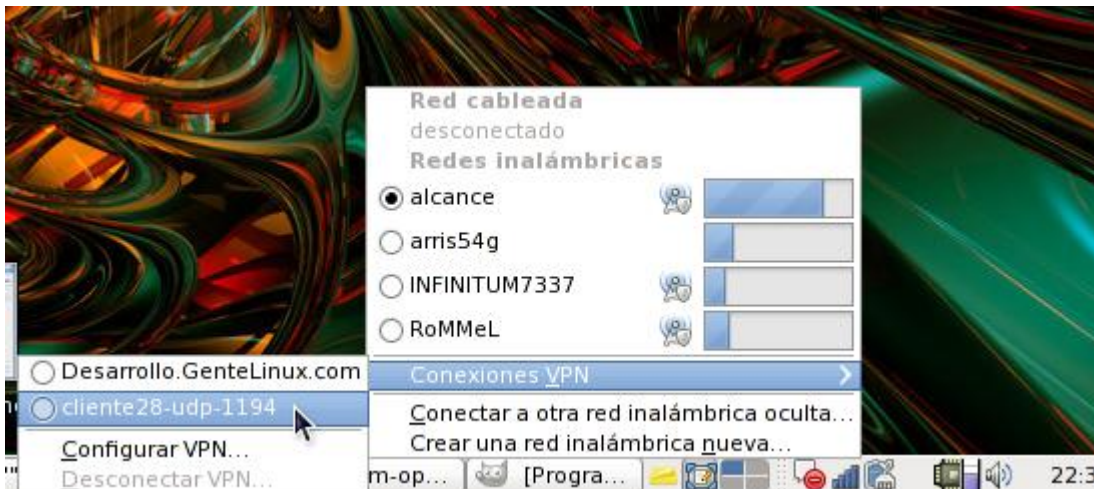 Red cableada
desconectado
Redes inalámbricas
alcance
arris54g
INFINITUM7337
RoMMeL
Conexiones VPN
Conectar a otra red inalámbrica oculta...
Crear una red inalámbrica nueva...
Desarrollo.GenteLinux.com
cliente28-udp-1194
Configurar VPN...
Desconectar VPN...
m-op...
[Progra...
22:3